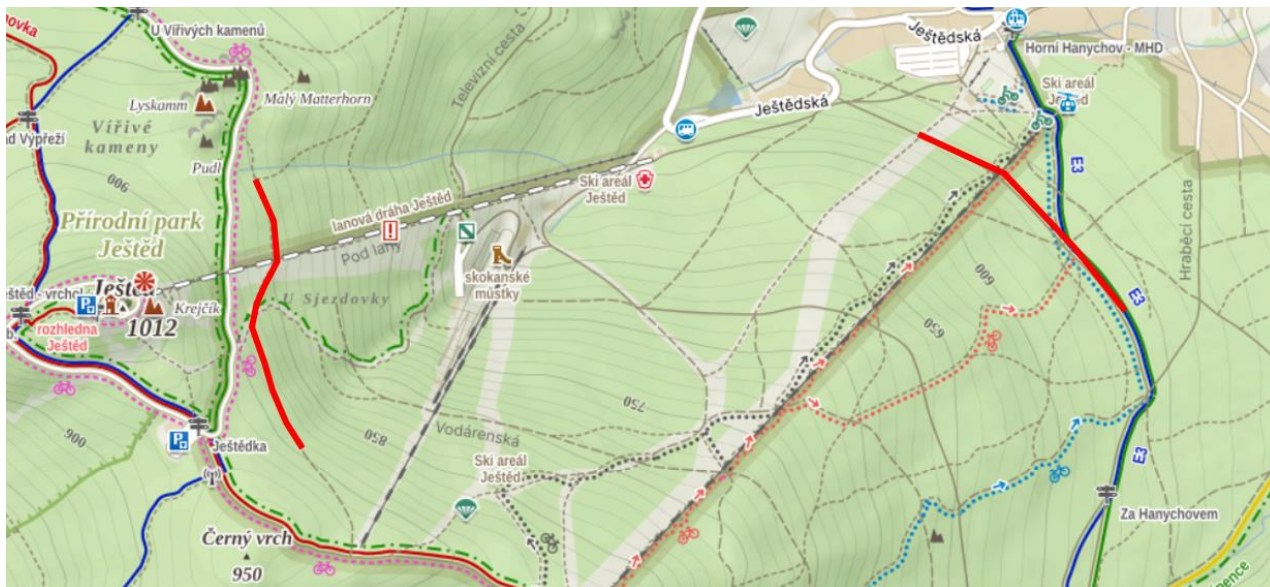 U Vířivých kamenů
Horní Hanychov - MHD
Ještědská
Televizní cesta
Malý Matterhorn
Lyskamm
Ski areál
Ještěd
Ještědská
Vířivé
kameny
Pudl
E3
900
Ski areál
Ještěd
lanová dráha Ještěd
Hraběcí cesta
Přírodní park
Ještěd
Pod lany
skokanské
můstky
600
U Sjezdovky
Krejčík
E3
1012
rozhledna
Ještěd
650
750
Vodárenská
850
900
Ještědka
Ski areál
Ještěd
E3
Za Hanychovem
Černý vrch
950